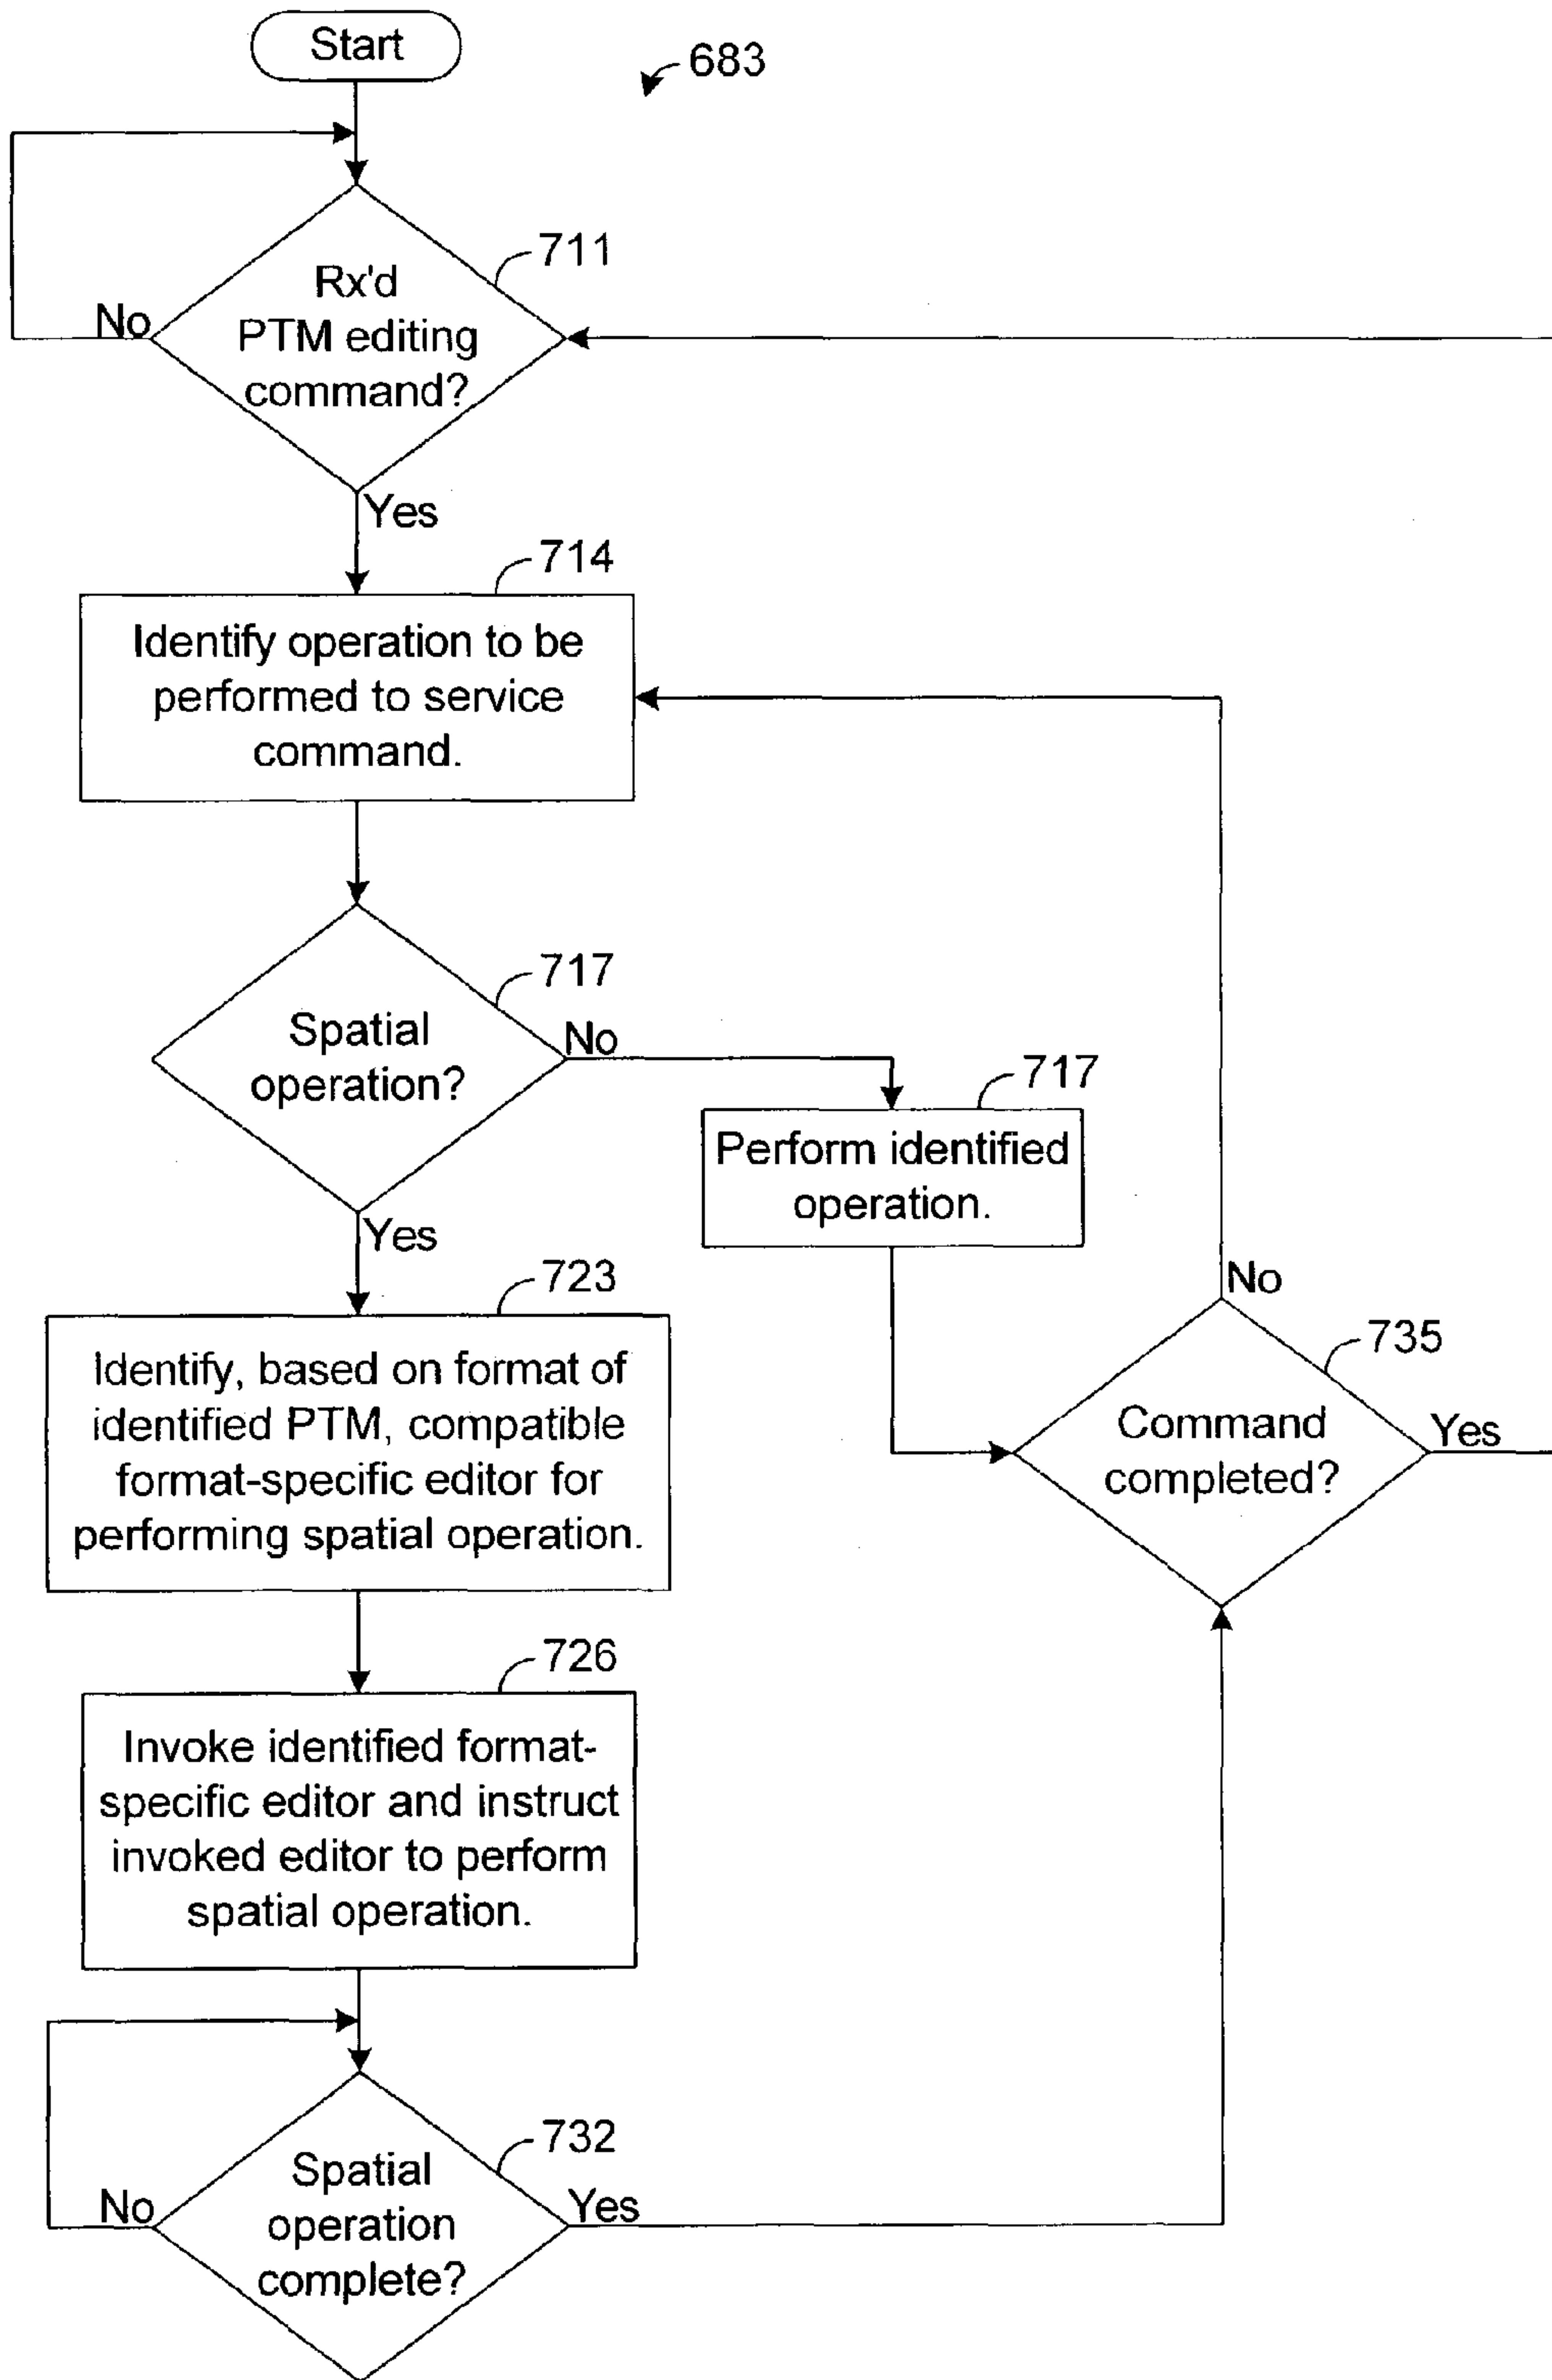 Start
683
711
Rx'd
PTM editing
command?
No
Yes
714
Identify operation to be
performed to service
command.
717
Spatial
operation?
No
717
Perform identified
operation.
Yes
No
723
735
Identify, based on format of
identified PTM, compatible
format-specific editor for
performing spatial operation.
Command
completed?
Yes
726
Invoke identified format-
specific editor and instruct
invoked editor to perform
spatial operation.
732
Spatial
operation
complete?
No
Yes